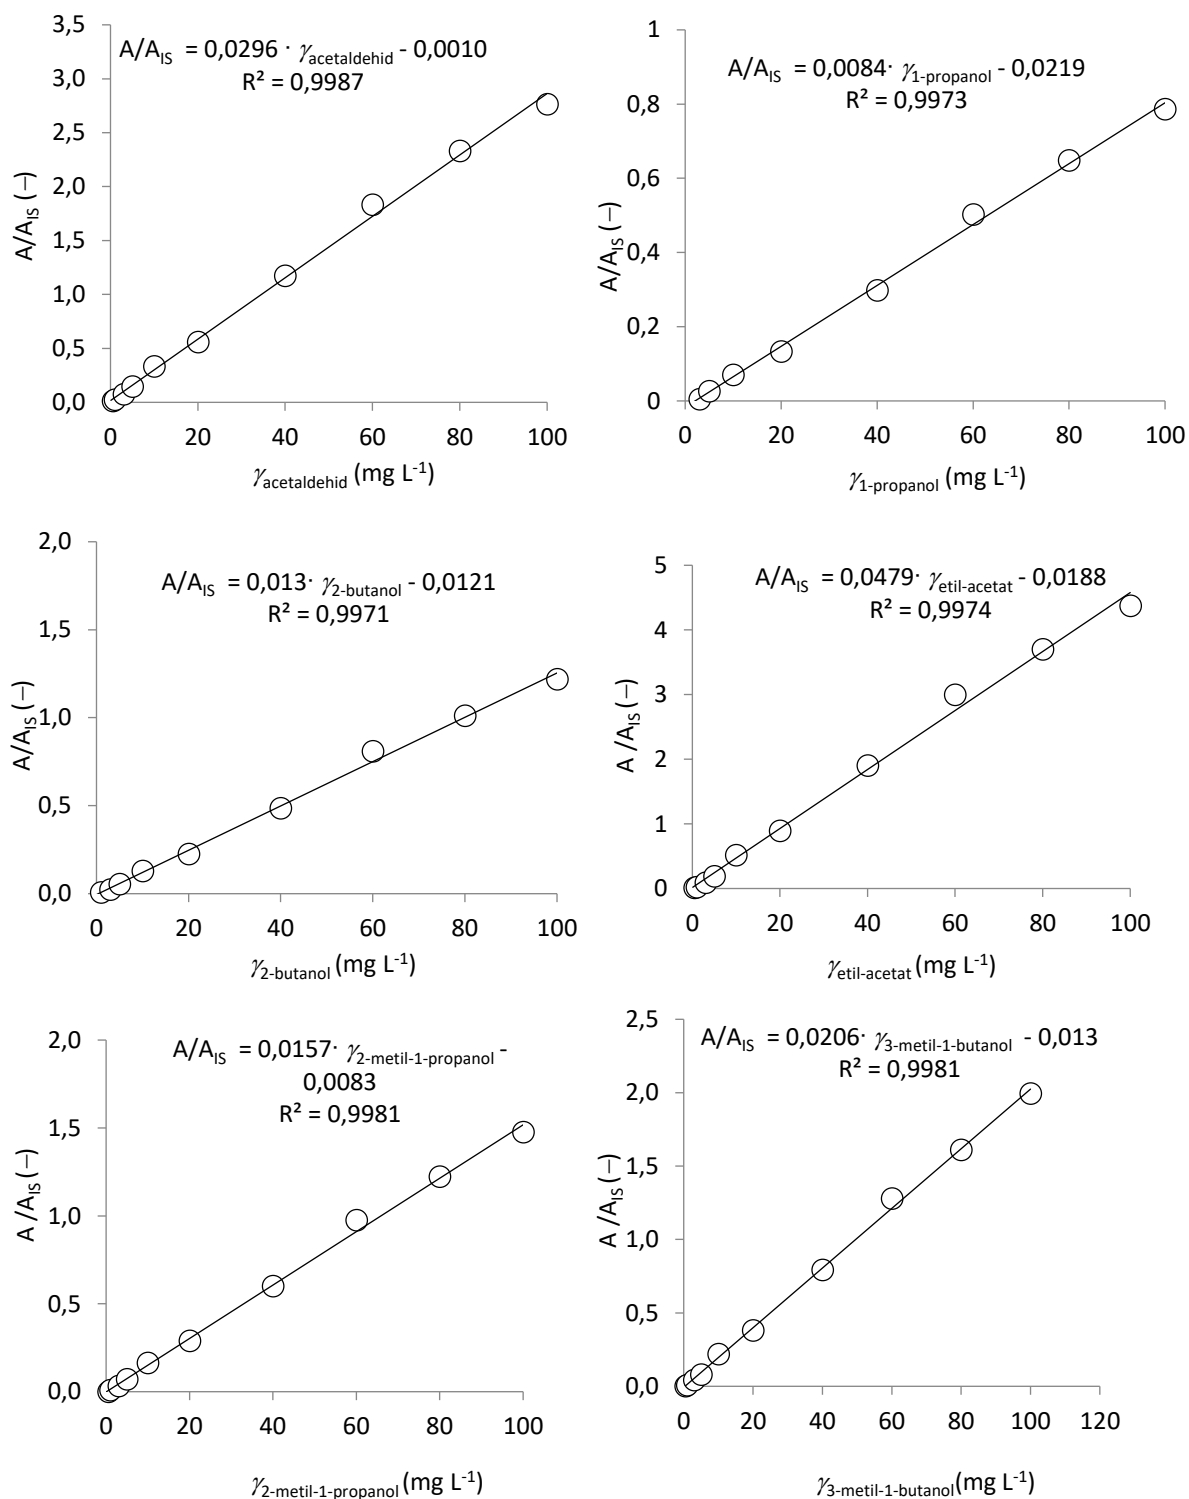 A/A_IS = 0,0296 · γ_acetaldehid - 0,0010
R² = 0,9987
3,5
3,0
2,5
2,0
1,5
1,0
0,5
0,0
A/A_IS (−)
0 20 40 60 80 100
γ_acetaldehid (mg L⁻¹)
A/A_IS = 0,0084· γ_1-propanol - 0,0219
R² = 0,9973
1
0,8
0,6
0,4
0,2
0
A/A_IS (−)
0 20 40 60 80 100
γ_1-propanol (mg L⁻¹)
A/A_IS = 0,013· γ_2-butanol - 0,0121
R² = 0,9971
2,0
1,5
1,0
0,5
0,0
A/A_IS (−)
0 20 40 60 80 100
γ_2-butanol (mg L⁻¹)
A/A_IS = 0,0479· γ_etil-acetat - 0,0188
R² = 0,9974
5
4
3
2
1
0
A /A_IS (−)
0 20 40 60 80 100
γ_etil-acetat (mg L⁻¹)
A/A_IS = 0,0157· γ_2-metil-1-propanol -
0,0083
R² = 0,9981
2,0
1,5
1,0
0,5
0,0
A /A_IS (−)
0 20 40 60 80 100
γ_2-metil-1-propanol (mg L⁻¹)
A/A_IS = 0,0206· γ_3-metil-1-butanol - 0,013
R² = 0,9981
2,5
2,0
1,5
1,0
0,5
0,0
A /A_IS (−)
0 20 40 60 80 100 120
γ_3-metil-1-butanol(mg L⁻¹)